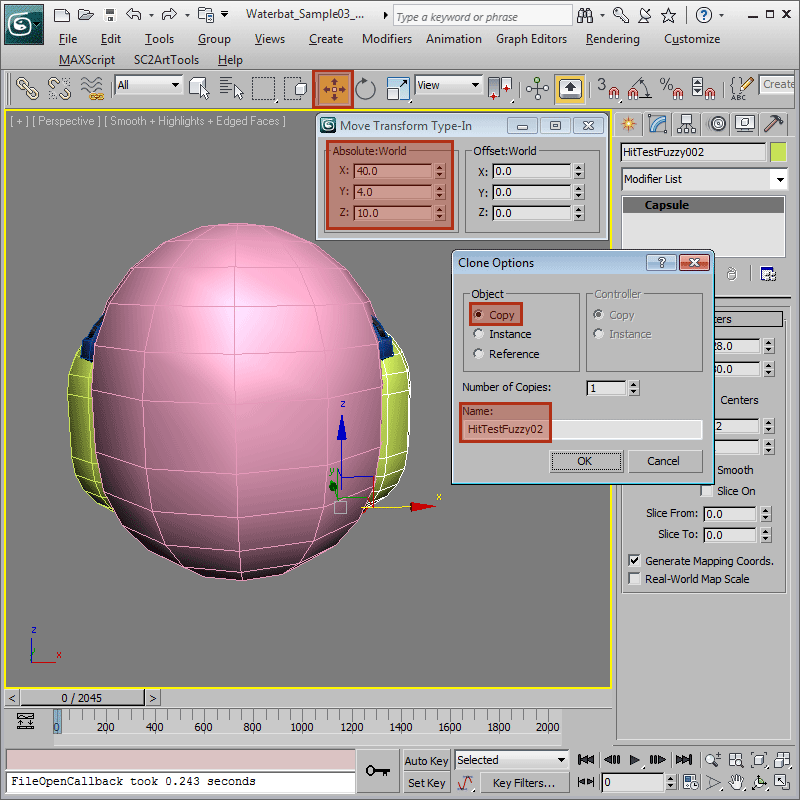 Waterbat_Sample03_...
Type a keyword or phrase
File Edit Tools Group Views Create Modifiers Animation Graph Editors Rendering Customize
MAXScript SC2ArtTools Help
All View 3 % ABC Create
[ + ] [ Perspective ] [ Smooth + Highlights + Edged Faces ]
Move Transform Type-In
Absolute:World Offset:World
X: 40.0 X: 0.0
Y: 4.0 Y: 0.0
Z: 10.0 Z: 0.0
HitTestFuzzy002
Modifier List
Capsule
Clone Options
Object Controller
Copy Copy
Instance Instance
Reference
Number of Copies: 1
Name:
HitTestFuzzy02
OK Cancel
ters
28.0
30.0
Centers
2
Smooth
Slice On
Slice From: 0.0
Slice To: 0.0
Generate Mapping Coords.
Real-World Map Scale
z
y
x
z
y
x
< 0 / 2045 >
0 200 400 600 800 1000 1200 1400 1600 1800 2000
Auto Key Selected
FileOpenCallback took 0.243 seconds
Set Key Key Filters... 0